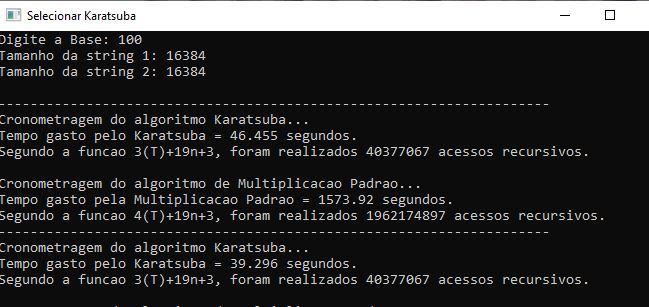 Selecionar Karatsuba
Digite a Base: 100
Tamanho da string 1: 16384
Tamanho da string 2: 16384
--------------------------------------------------------------------
Cronometragem do algoritmo Karatsuba...
Tempo gasto pelo Karatsuba = 46.455 segundos.
Segundo a funcao 3(T)+19n+3, foram realizados 40377067 acessos recursivos.
Cronometragem do algoritmo de Multiplicacao Padrao...
Tempo gasto pela Multiplicacao Padrao = 1573.92 segundos.
Segundo a funcao 4(T)+19n+3, foram realizados 1962174897 acessos recursivos.
--------------------------------------------------------------------
Cronometragem do algoritmo Karatsuba...
Tempo gasto pelo Karatsuba = 39.296 segundos.
Segundo a funcao 3(T)+19n+3, foram realizados 40377067 acessos recursivos.